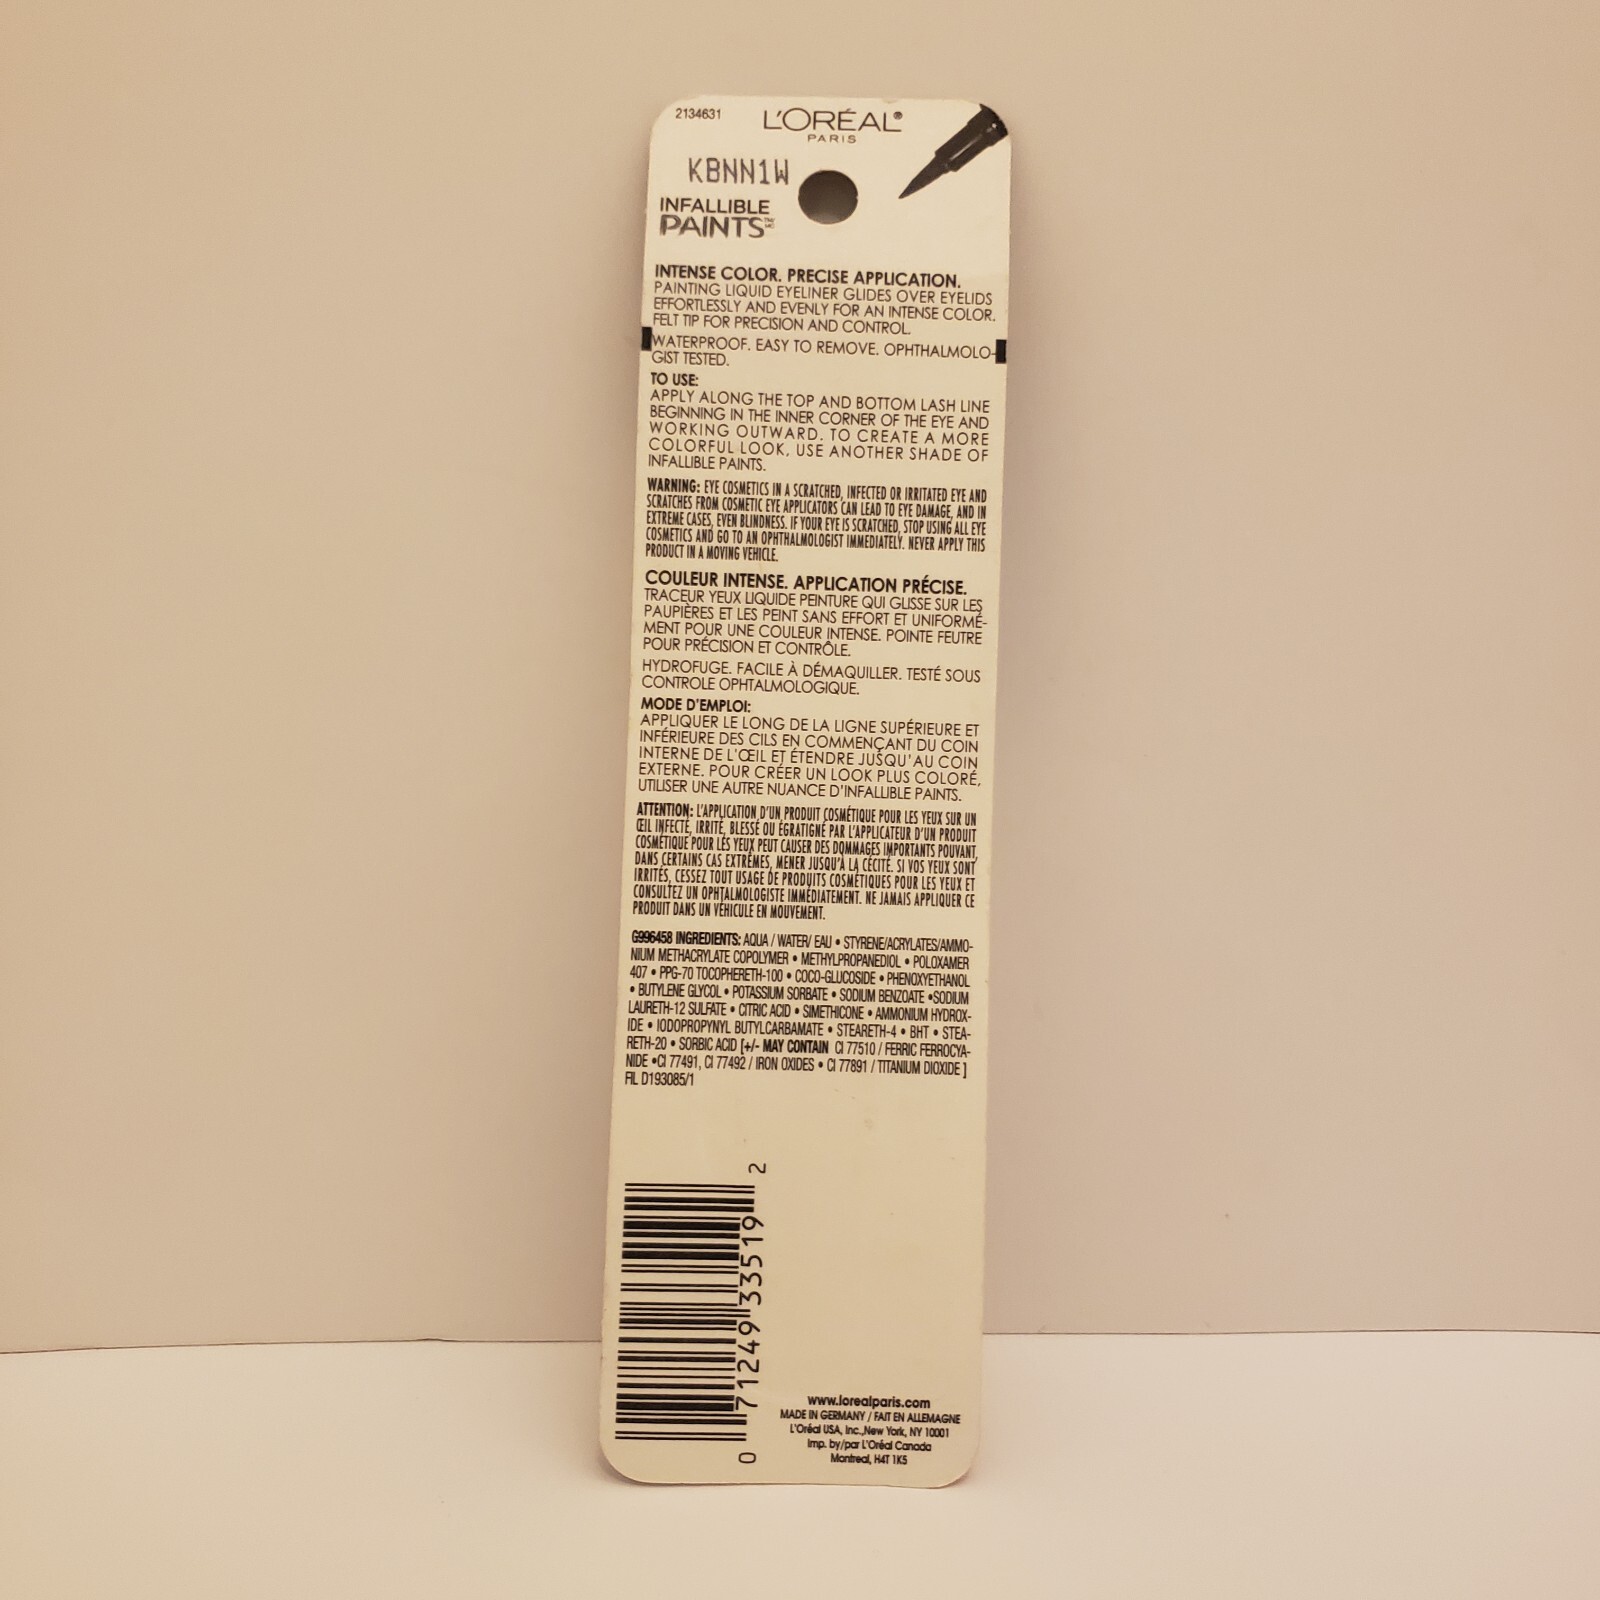 2134631
L'ORÉAL®
PARIS
KBNN1W
INFALLIBLE
PAINTS
INTENSE COLOR. PRECISE APPLICATION.
PAINTING LIQUID EYELINER GLIDES OVER EYELIDS
EFFORTLESSLY AND EVENLY FOR AN INTENSE COLOR.
FELT TIP FOR PRECISION AND CONTROL.
WATERPROOF. EASY TO REMOVE. OPHTHALMOLO-
GIST TESTED.
TO USE:
APPLY ALONG THE TOP AND BOTTOM LASH LINE
BEGINNING IN THE INNER CORNER OF THE EYE AND
WORKING OUTWARD. TO CREATE A MORE
COLORFUL LOOK, USE ANOTHER SHADE OF
INFALLIBLE PAINTS.
WARNING: EYE COSMETICS IN A SCRATCHED, INFECTED OR IRRITATED EYE AND
SCRATCHES FROM COSMETIC EYE APPLICATORS CAN LEAD TO EYE DAMAGE, AND IN
EXTREME CASES, EVEN BLINDNESS. IF YOUR EYE IS SCRATCHED, STOP USING ALL EYE
COSMETICS AND GO TO AN OPHTHALMOLOGIST IMMEDIATELY. NEVER APPLY THIS
PRODUCT IN A MOVING VEHICLE.
COULEUR INTENSE. APPLICATION PRÉCISE.
TRACEUR YEUX LIQUIDE PEINTURE QUI GLISSE SUR LES
PAUPIÈRES ET LES PEINT SANS EFFORT ET UNIFORMÉ-
MENT POUR UNE COULEUR INTENSE. POINTE FEUTRE
POUR PRÉCISION ET CONTRÔLE.
HYDROFUGE. FACILE À DÉMAQUILLER. TESTÉ SOUS
CONTROLE OPHTALMOLOGIQUE.
MODE D'EMPLOI:
APPLIQUER LE LONG DE LA LIGNE SUPÉRIEURE ET
INFÉRIEURE DES CILS EN COMMENÇANT DU COIN
INTERNE DE L'ŒIL ET ÉTENDRE JUSQU'AU COIN
EXTERNE. POUR CRÉER UN LOOK PLUS COLORÉ,
UTILISER UNE AUTRE NUANCE D'INFALLIBLE PAINTS.
ATTENTION: L'APPLICATION D'UN PRODUIT COSMÉTIQUE POUR LES YEUX SUR UN
ŒIL INFECTÉ, IRRITÉ, BLESSÉ OU ÉGRATIGNÉ PAR L'APPLICATEUR D'UN PRODUIT
COSMÉTIQUE POUR LES YEUX PEUT CAUSER DES DOMMAGES IMPORTANTS POUVANT,
DANS CERTAINS CAS EXTRÊMES, MENER JUSQU'À LA CÉCITÉ. SI VOS YEUX SONT
IRRITÉS, CESSEZ TOUT USAGE DE PRODUITS COSMÉTIQUES POUR LES YEUX ET
CONSULTEZ UN OPHTALMOLOGISTE IMMÉDIATEMENT. NE JAMAIS APPLIQUER CE
PRODUIT DANS UN VÉHICULE EN MOUVEMENT.
G996458 INGREDIENTS: AQUA / WATER/ EAU • STYRENE/ACRYLATES/AMMO-
NIUM METHACRYLATE COPOLYMER • METHYLPROPANEDIOL • POLOXAMER
407 • PPG-70 TOCOPHERETH-100 • COCO-GLUCOSIDE • PHENOXYETHANOL
• BUTYLENE GLYCOL • POTASSIUM SORBATE • SODIUM BENZOATE •SODIUM
LAURETH-12 SULFATE • CITRIC ACID • SIMETHICONE • AMMONIUM HYDROX-
IDE • IODOPROPYNYL BUTYLCARBAMATE • STEARETH-4 • BHT • STEA-
RETH-20 • SORBIC ACID [+/- MAY CONTAIN CI 77510 / FERRIC FERROCYA-
NIDE •CI 77491, CI 77492 / IRON OXIDES • CI 77891 / TITANIUM DIOXIDE ]
FIL D193085/1
0 71249 33519 2
www.lorealparis.com
MADE IN GERMANY / FAIT EN ALLEMAGNE
L'Oréal USA, Inc.,New York, NY 10001
Imp. by/par L'Oréal Canada
Montreal, H4T 1K5